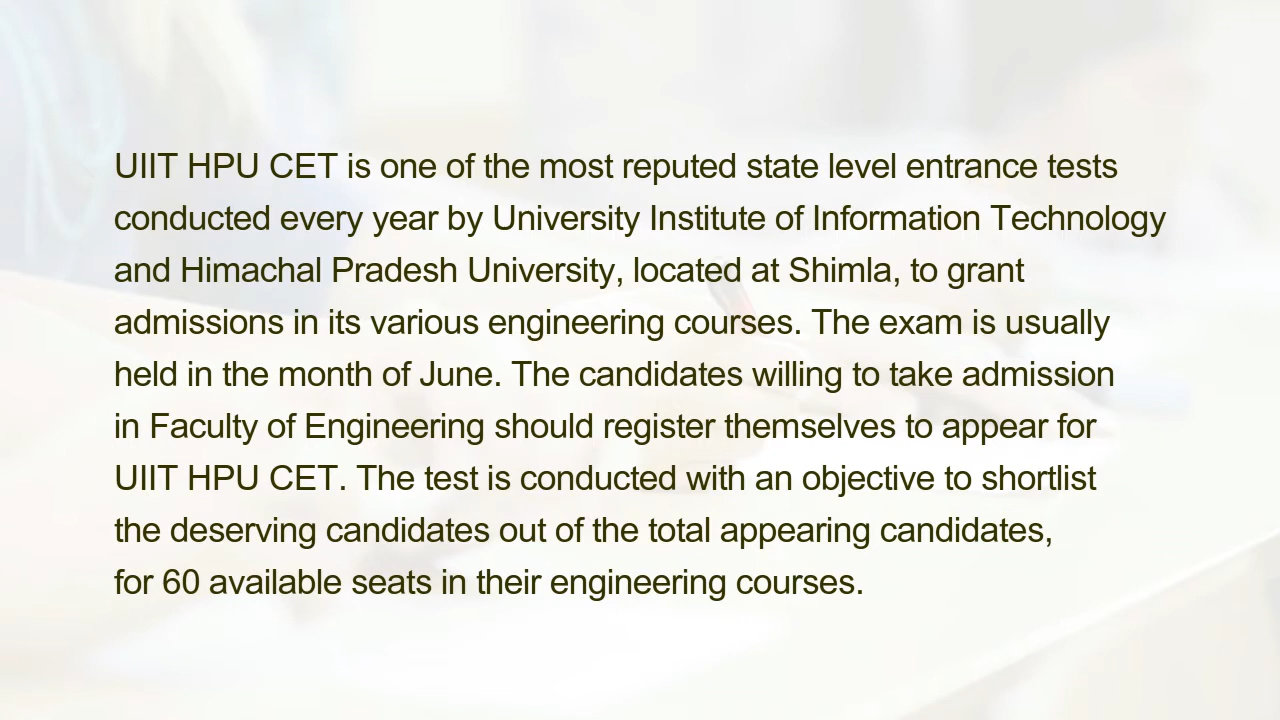 UIIT HPU CET is one of the most reputed state level entrance tests
conducted every year by University Institute of Information Technology
and Himachal Pradesh University, located at Shimla, to grant
admissions in its various engineering courses. The exam is usually
held in the month of June. The candidates willing to take admission
in Faculty of Engineering should register themselves to appear for
UIIT HPU CET. The test is conducted with an objective to shortlist
the deserving candidates out of the total appearing candidates,
for 60 available seats in their engineering courses.